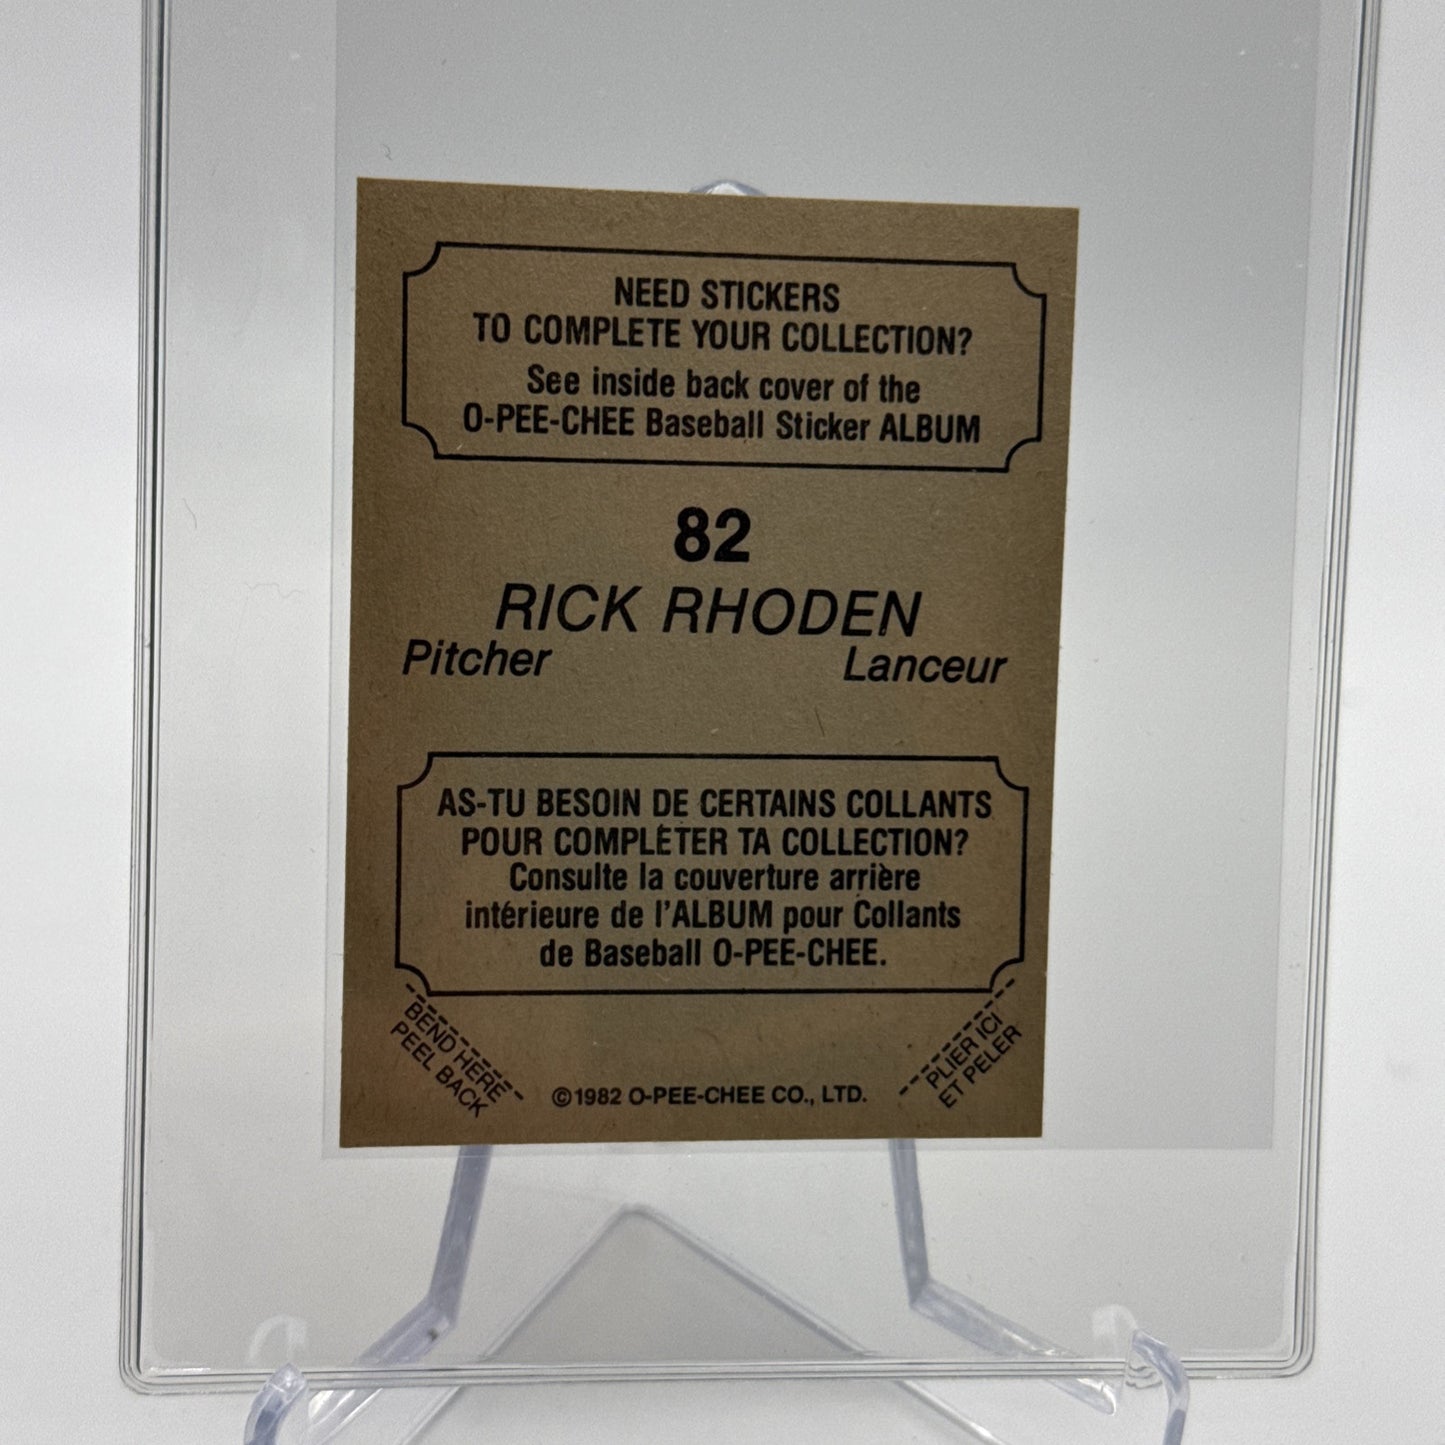 NEED STICKERS
TO COMPLETE YOUR COLLECTION?
See inside back cover of the
O-PEE-CHEE Baseball Sticker ALBUM
82
RICK RHODEN
Pitcher Lanceur
AS-TU BESOIN DE CERTAINS COLLANTS
POUR COMPLÉTER TA COLLECTION?
Consulte la couverture arrière
intérieure de l'ALBUM pour Collants
de Baseball O-PEE-CHEE.
BEND HERE
PEEL BACK
©1982 O-PEE-CHEE CO., LTD.
PLIER ICI
ET PELER